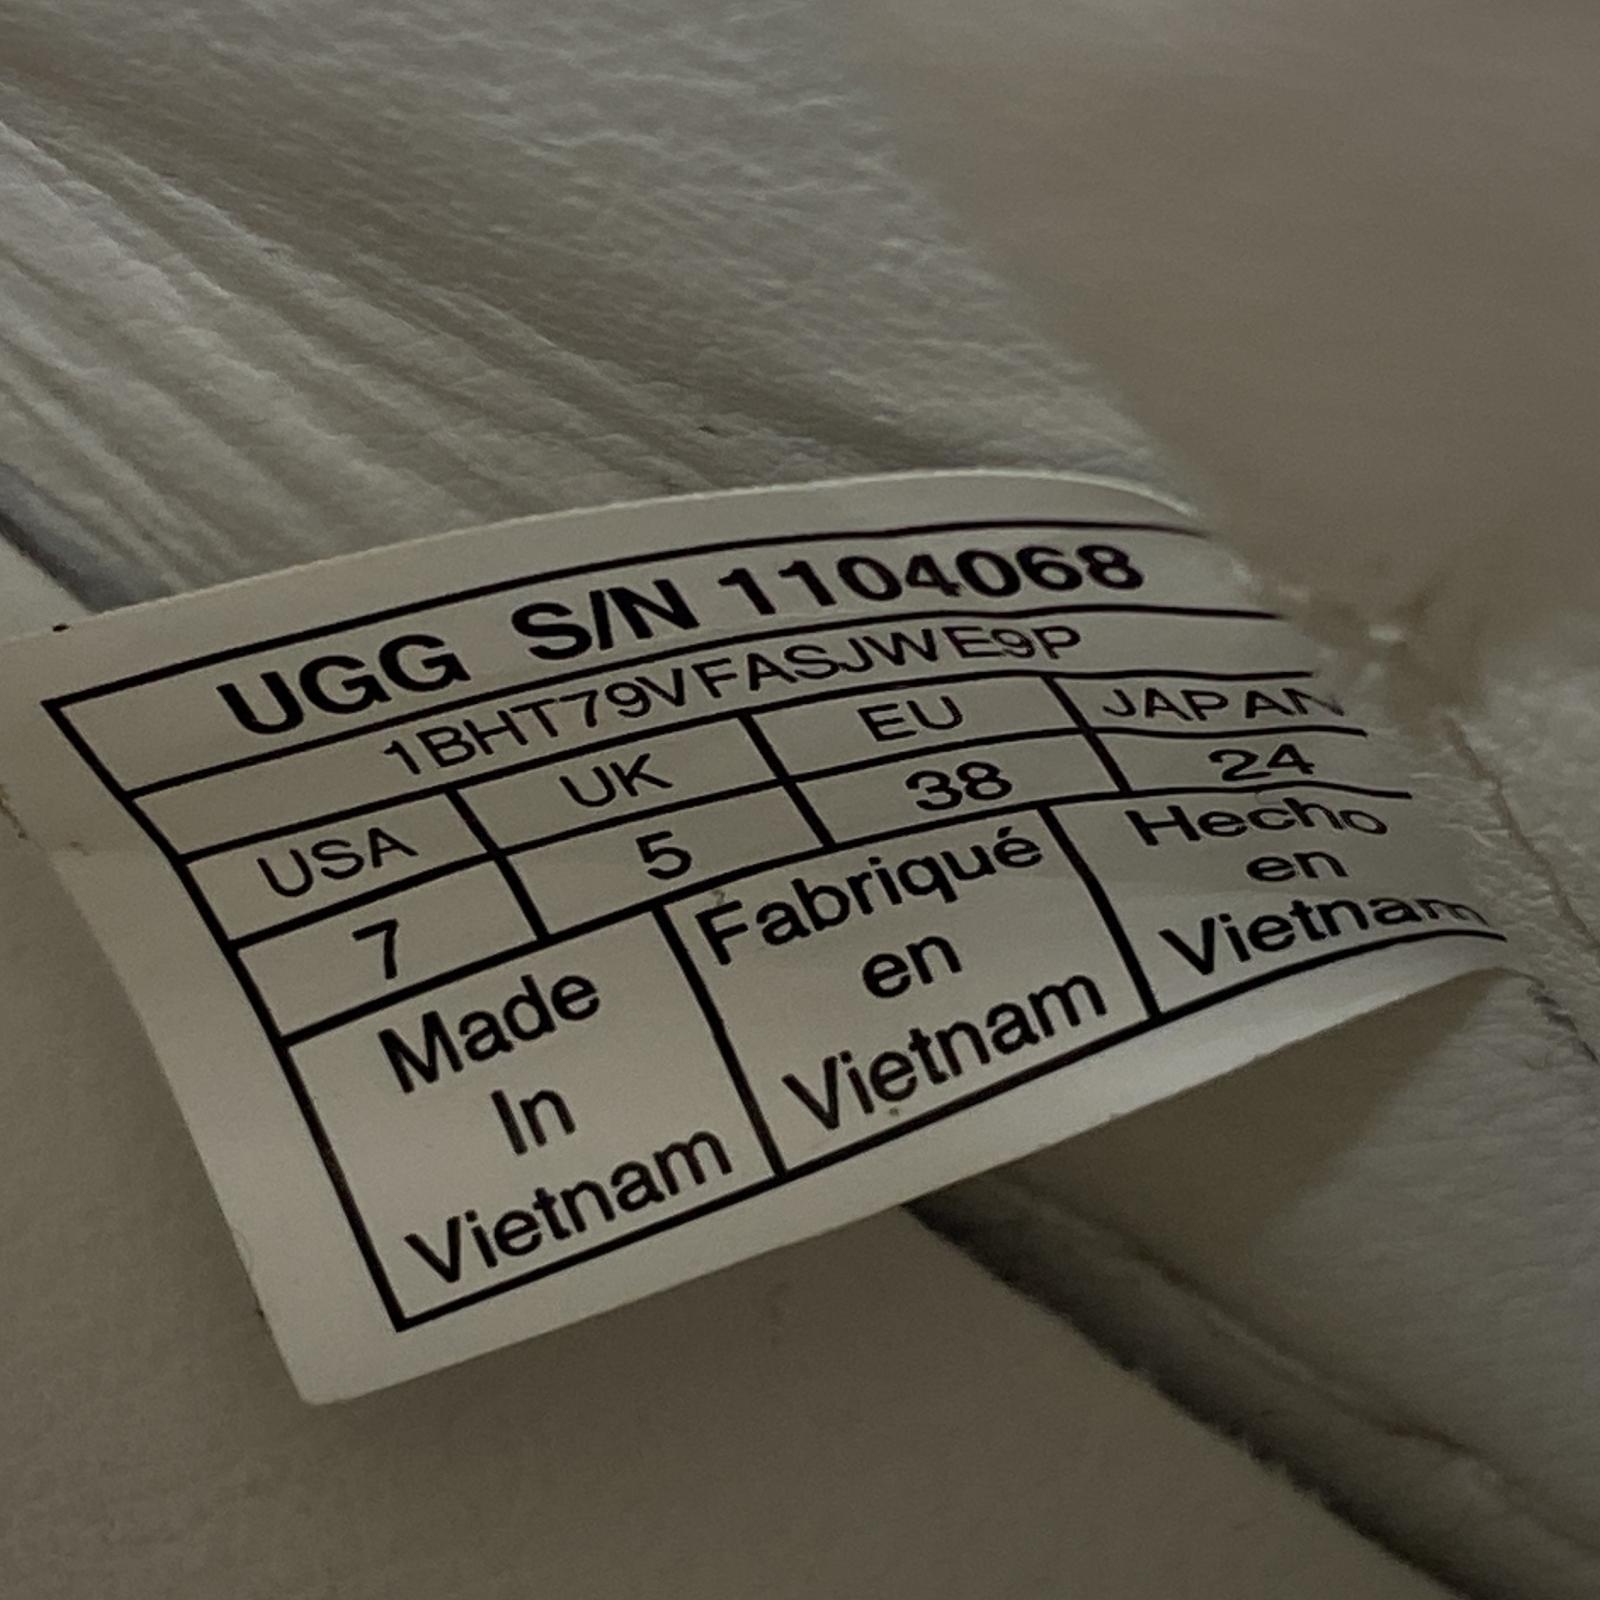 UGG S/N 1104068
1BHT79VFASJWE9P
USA UK EU JAPAN
7 5 38 24
Made
In
Vietnam
Fabriqué
en
Vietnam
Hecho
en
Vietnam